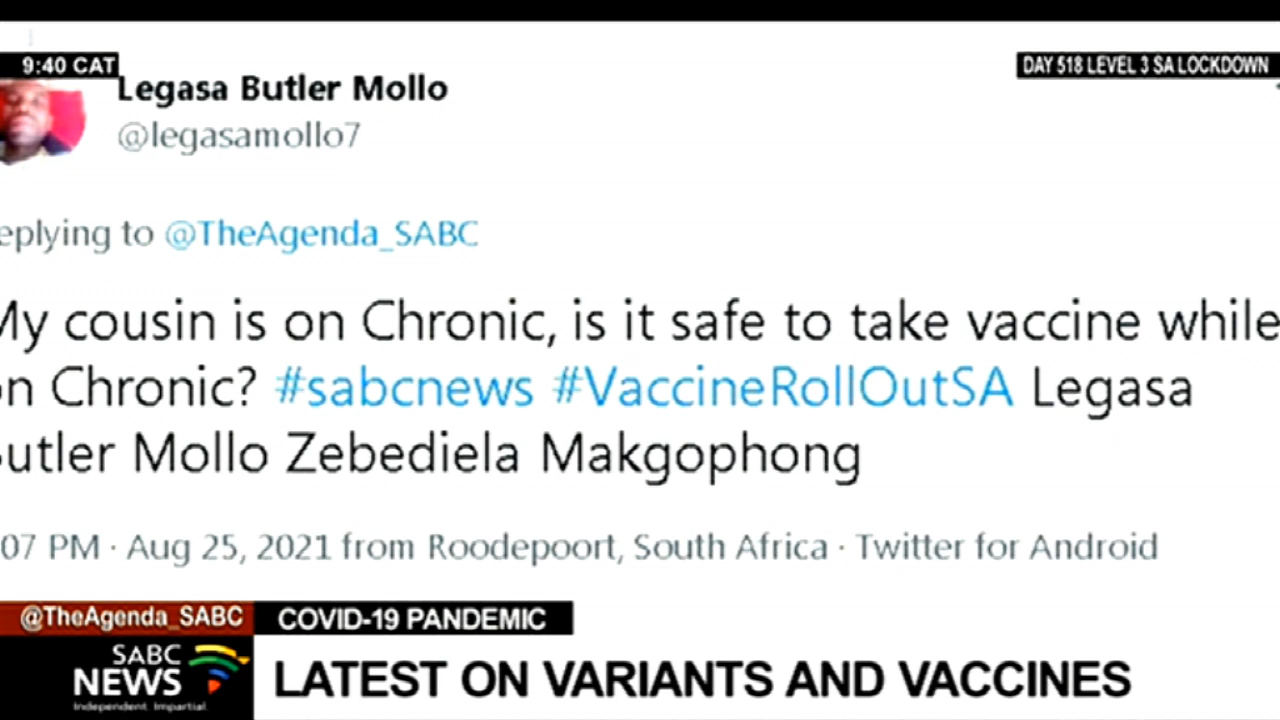 9:40 CAT
DAY 518 LEVEL 3 SA LOCKDOWN
Legasa Butler Mollo
@legasamollo7
eplying to @TheAgenda_SABC
My cousin is on Chronic, is it safe to take vaccine while
on Chronic? #sabcnews #VaccineRollOutSA Legasa
utler Mollo Zebediela Makgophong
07 PM · Aug 25, 2021 from Roodepoort, South Africa · Twitter for Android
@TheAgenda_SABC
COVID-19 PANDEMIC
SABC
NEWS
Independent. Impartial.
LATEST ON VARIANTS AND VACCINES